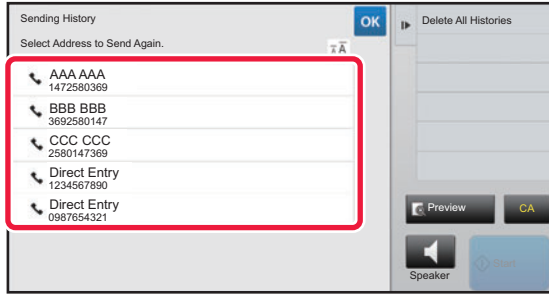 Sending History
OK
Delete All Histories
Select Address to Send Again.
AAA AAA
1472580369
BBB BBB
3692580147
CCC CCC
2580147369
Direct Entry
1234567890
Direct Entry
0987654321
Preview
CA
Speaker
Start